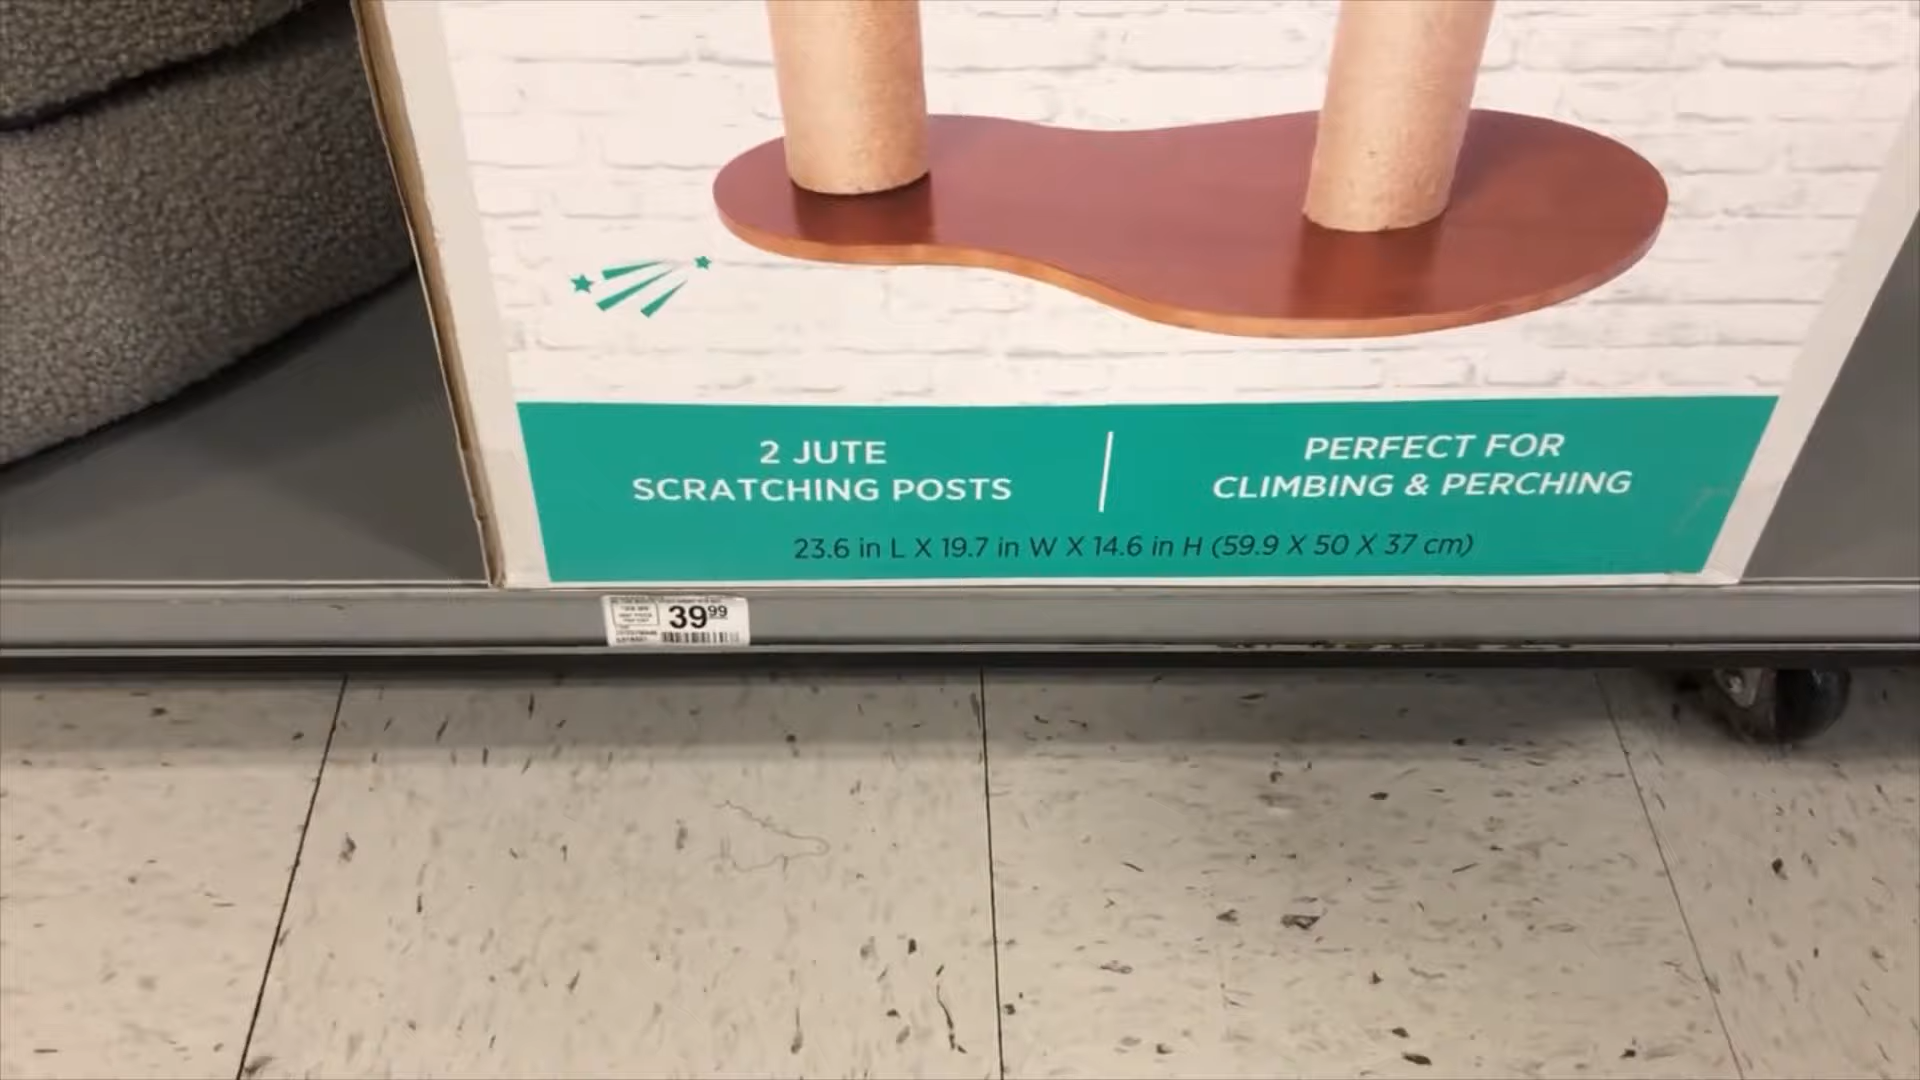 2 JUTE
SCRATCHING POSTS
PERFECT FOR
CLIMBING & PERCHING
23.6 in L X 19.7 in W X 14.6 in H (59.9 X 50 X 37 cm)
39.99